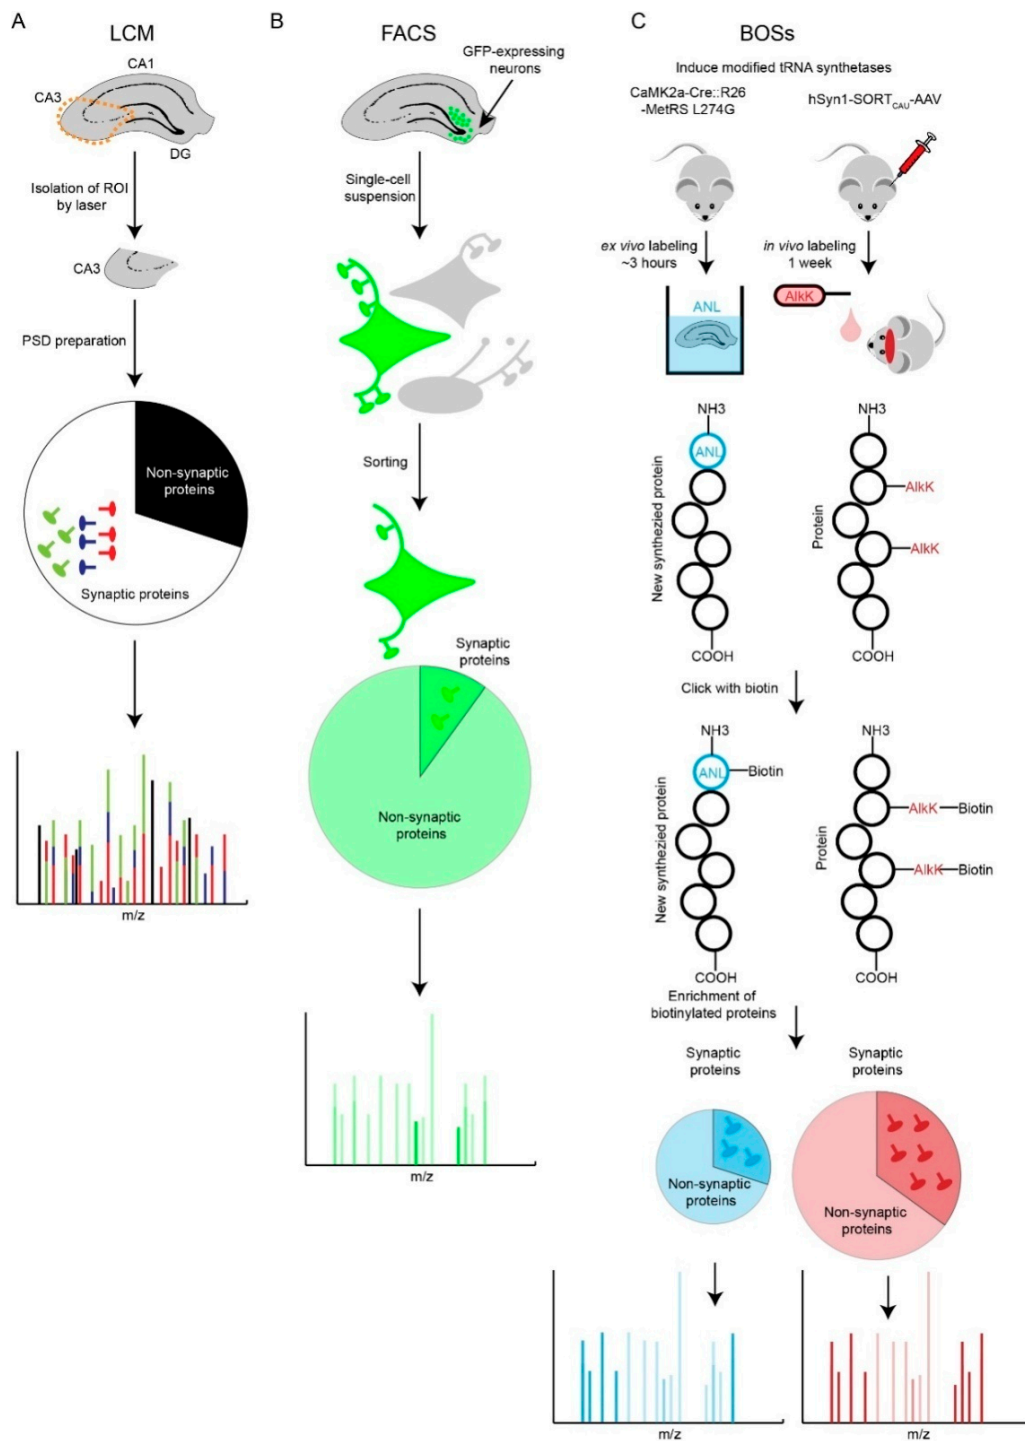 A
LCM
CA1
CA3
DG
Isolation of ROI
by laser
CA3
PSD preparation
Non-synaptic
proteins
Synaptic proteins
m/z
B
FACS
GFP-expressing
neurons
Single-cell
suspension
Sorting
Synaptic
proteins
Non-synaptic
proteins
m/z
C
BOSs
Induce modified tRNA synthetases
CaMK2a-Cre::R26
-MetRS L274G
hSyn1-SORTCAU-AAV
ex vivo labeling
~3 hours
in vivo labeling
1 week
ANL
AlkK
NH3
ANL
New synthezied protein
COOH
NH3
AlkK
AlkK
Protein
COOH
Click with biotin
NH3
ANL
Biotin
New synthezied protein
COOH
NH3
AlkK
Biotin
AlkK
Biotin
Protein
COOH
Enrichment of
biotinylated proteins
Synaptic
proteins
Non-synaptic
proteins
Synaptic
proteins
Non-synaptic
proteins
m/z
m/z